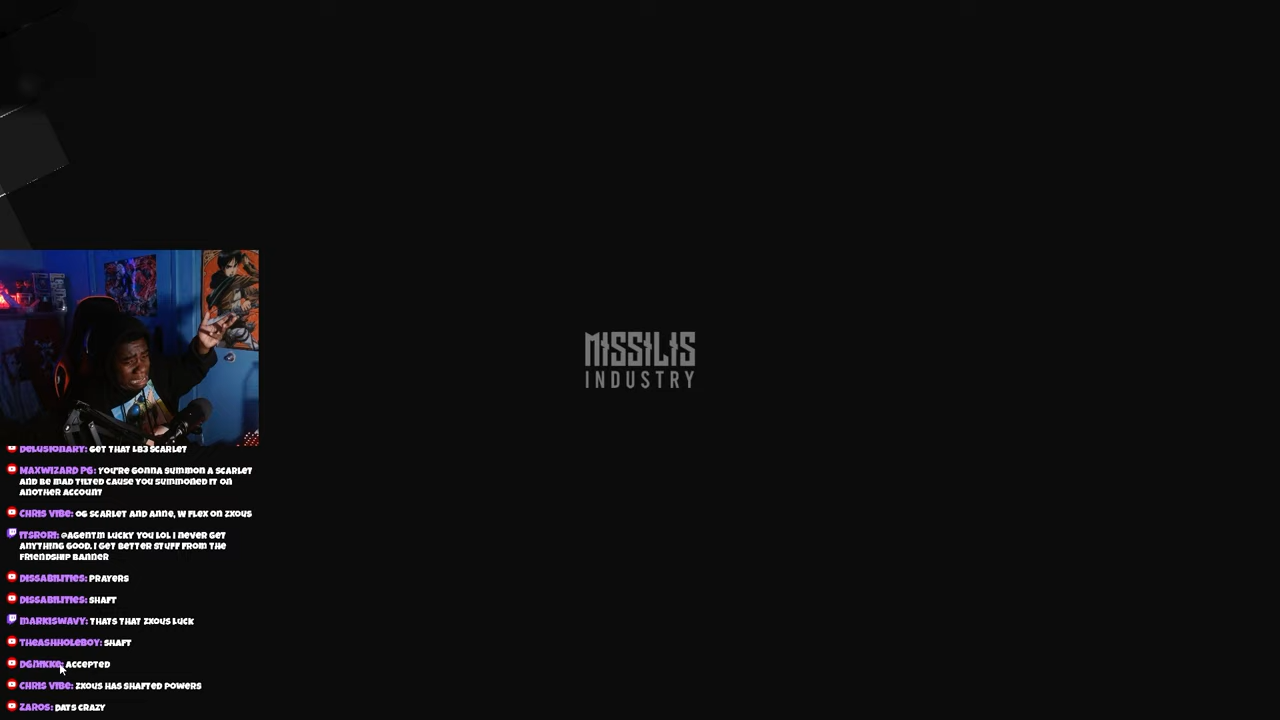 MISSILIS
INDUSTRY
DELUSIONARY: GET THAT LB3 SCARLET
MAXWIZARD PG: YOU'RE GONNA SUMMON A SCARLET
AND BE MAD TILTED CAUSE YOU SUMMONED IT ON
ANOTHER ACCOUNT
CHRIS VIBE: OG SCARLET AND ANNE, W FLEX ON ZXOUS
ITSRORI: @AGENTM LUCKY YOU LOL I NEVER GET
ANYTHING GOOD. I GET BETTER STUFF FROM THE
FRIENDSHIP BANNER
DISSABILITIES: PRAYERS
DISSABILITIES: SHAFT
MARKISWAVY: THATS THAT ZXOUS LUCK
THEASHHOLEBOY: SHAFT
DGNIKKE: ACCEPTED
CHRIS VIBE: ZXOUS HAS SHAFTED POWERS
ZAROS: DATS CRAZY